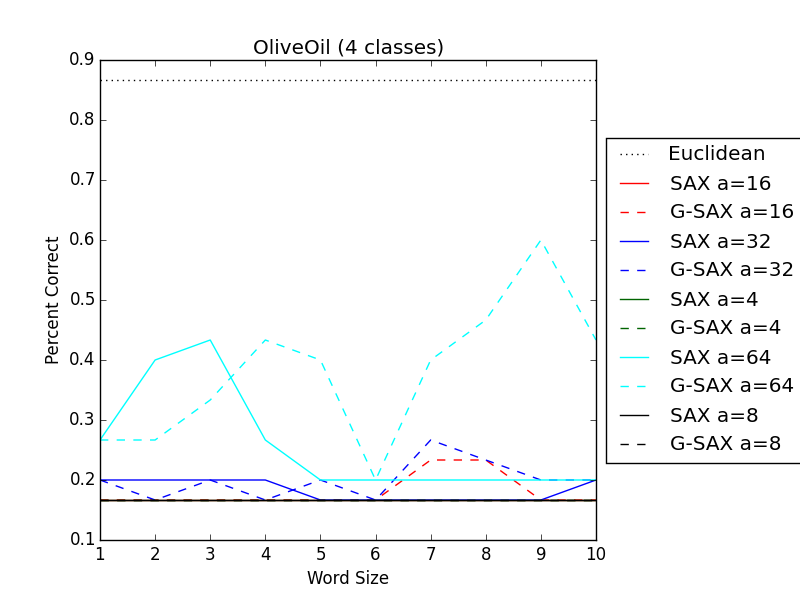 OliveOil (4 classes)
0.9
0.8
0.7
0.6
0.5
0.4
0.3
0.2
0.1
Percent Correct
1 2 3 4 5 6 7 8 9 10
Word Size
Euclidean
SAX a=16
G-SAX a=16
SAX a=32
G-SAX a=32
SAX a=4
G-SAX a=4
SAX a=64
G-SAX a=64
SAX a=8
G-SAX a=8